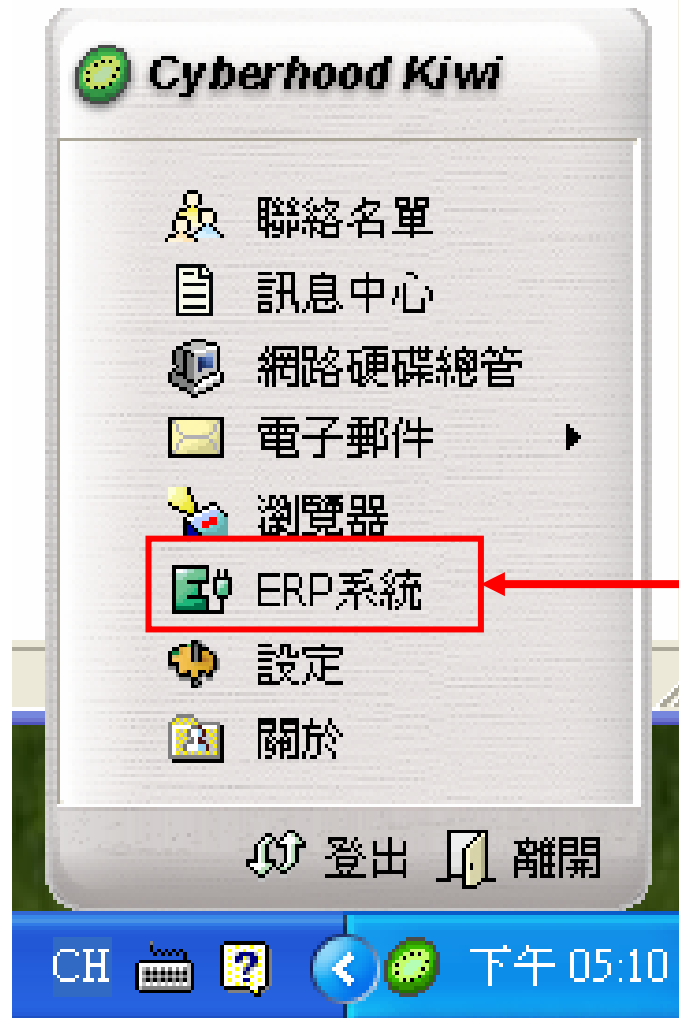 Cyberhood Kiwi
聯絡名單
訊息中心
網路硬碟總管
電子郵件
瀏覽器
ERP系統
設定
關於
登出 離開
CH 下午 05:10